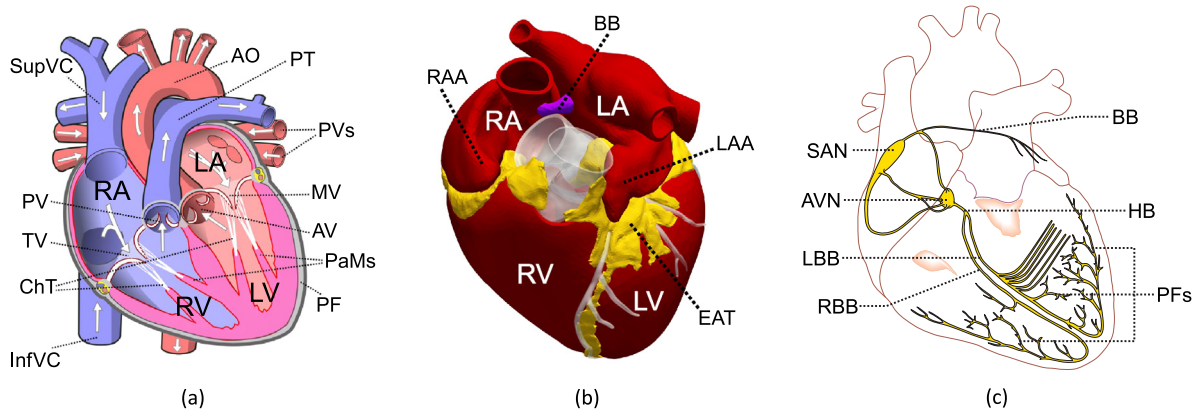 SupVC
AO
PT
PVs
RA
LA
MV
PV
AV
TV
PaMs
ChT
RV
LV
PF
InfVC
(a)
BB
RAA
RA
LA
LAA
RV
LV
EAT
(b)
BB
SAN
AVN
HB
LBB
RBB
PFs
(c)